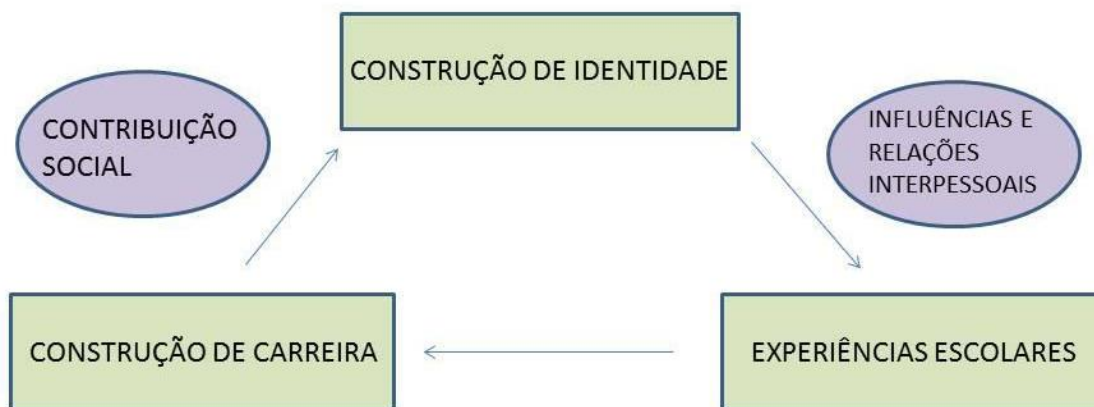 CONSTRUÇÃO DE IDENTIDADE
CONTRIBUIÇÃO
SOCIAL
INFLUÊNCIAS E
RELAÇÕES
INTERPESSOAIS
CONSTRUÇÃO DE CARREIRA
EXPERIÊNCIAS ESCOLARES